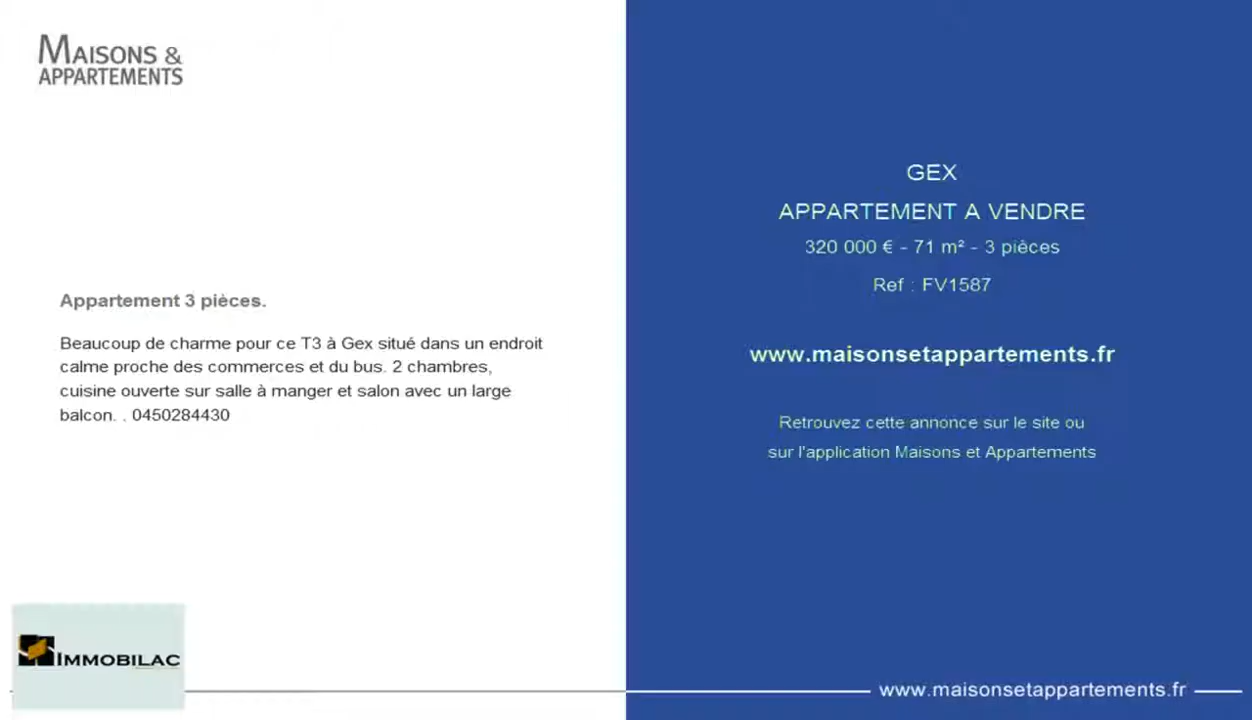 MAISONS &
APPARTEMENTS
Appartement 3 pièces.
Beaucoup de charme pour ce T3 à Gex situé dans un endroit
calme proche des commerces et du bus. 2 chambres,
cuisine ouverte sur salle à manger et salon avec un large
balcon. . 0450284430
IMMOBILAC
GEX
APPARTEMENT A VENDRE
320 000 € - 71 m² - 3 pièces
Ref : FV1587
www.maisonsetappartements.fr
Retrouvez cette annonce sur le site ou
sur l'application Maisons et Appartements
www.maisonsetappartements.fr